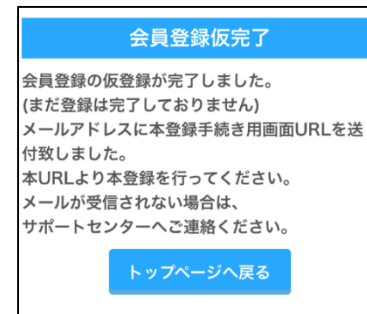 会員登録仮完了
会員登録の仮登録が完了しました。
(まだ登録は完了しておりません)
メールアドレスに本登録手続き用画面URLを送
付致しました。
本URLより本登録を行ってください。
メールが受信されない場合は、
サポートセンターへご連絡ください。
トップページへ戻る